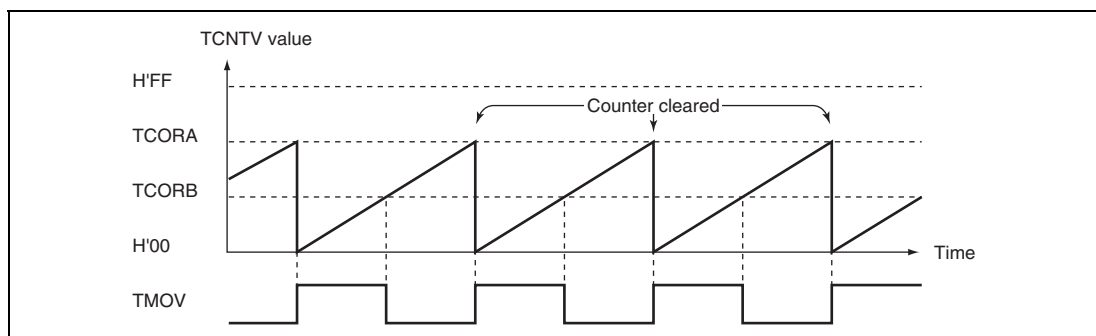 TCNTV value
H'FF
Counter cleared
TCORA
TCORB
H'00
Time
TMOV